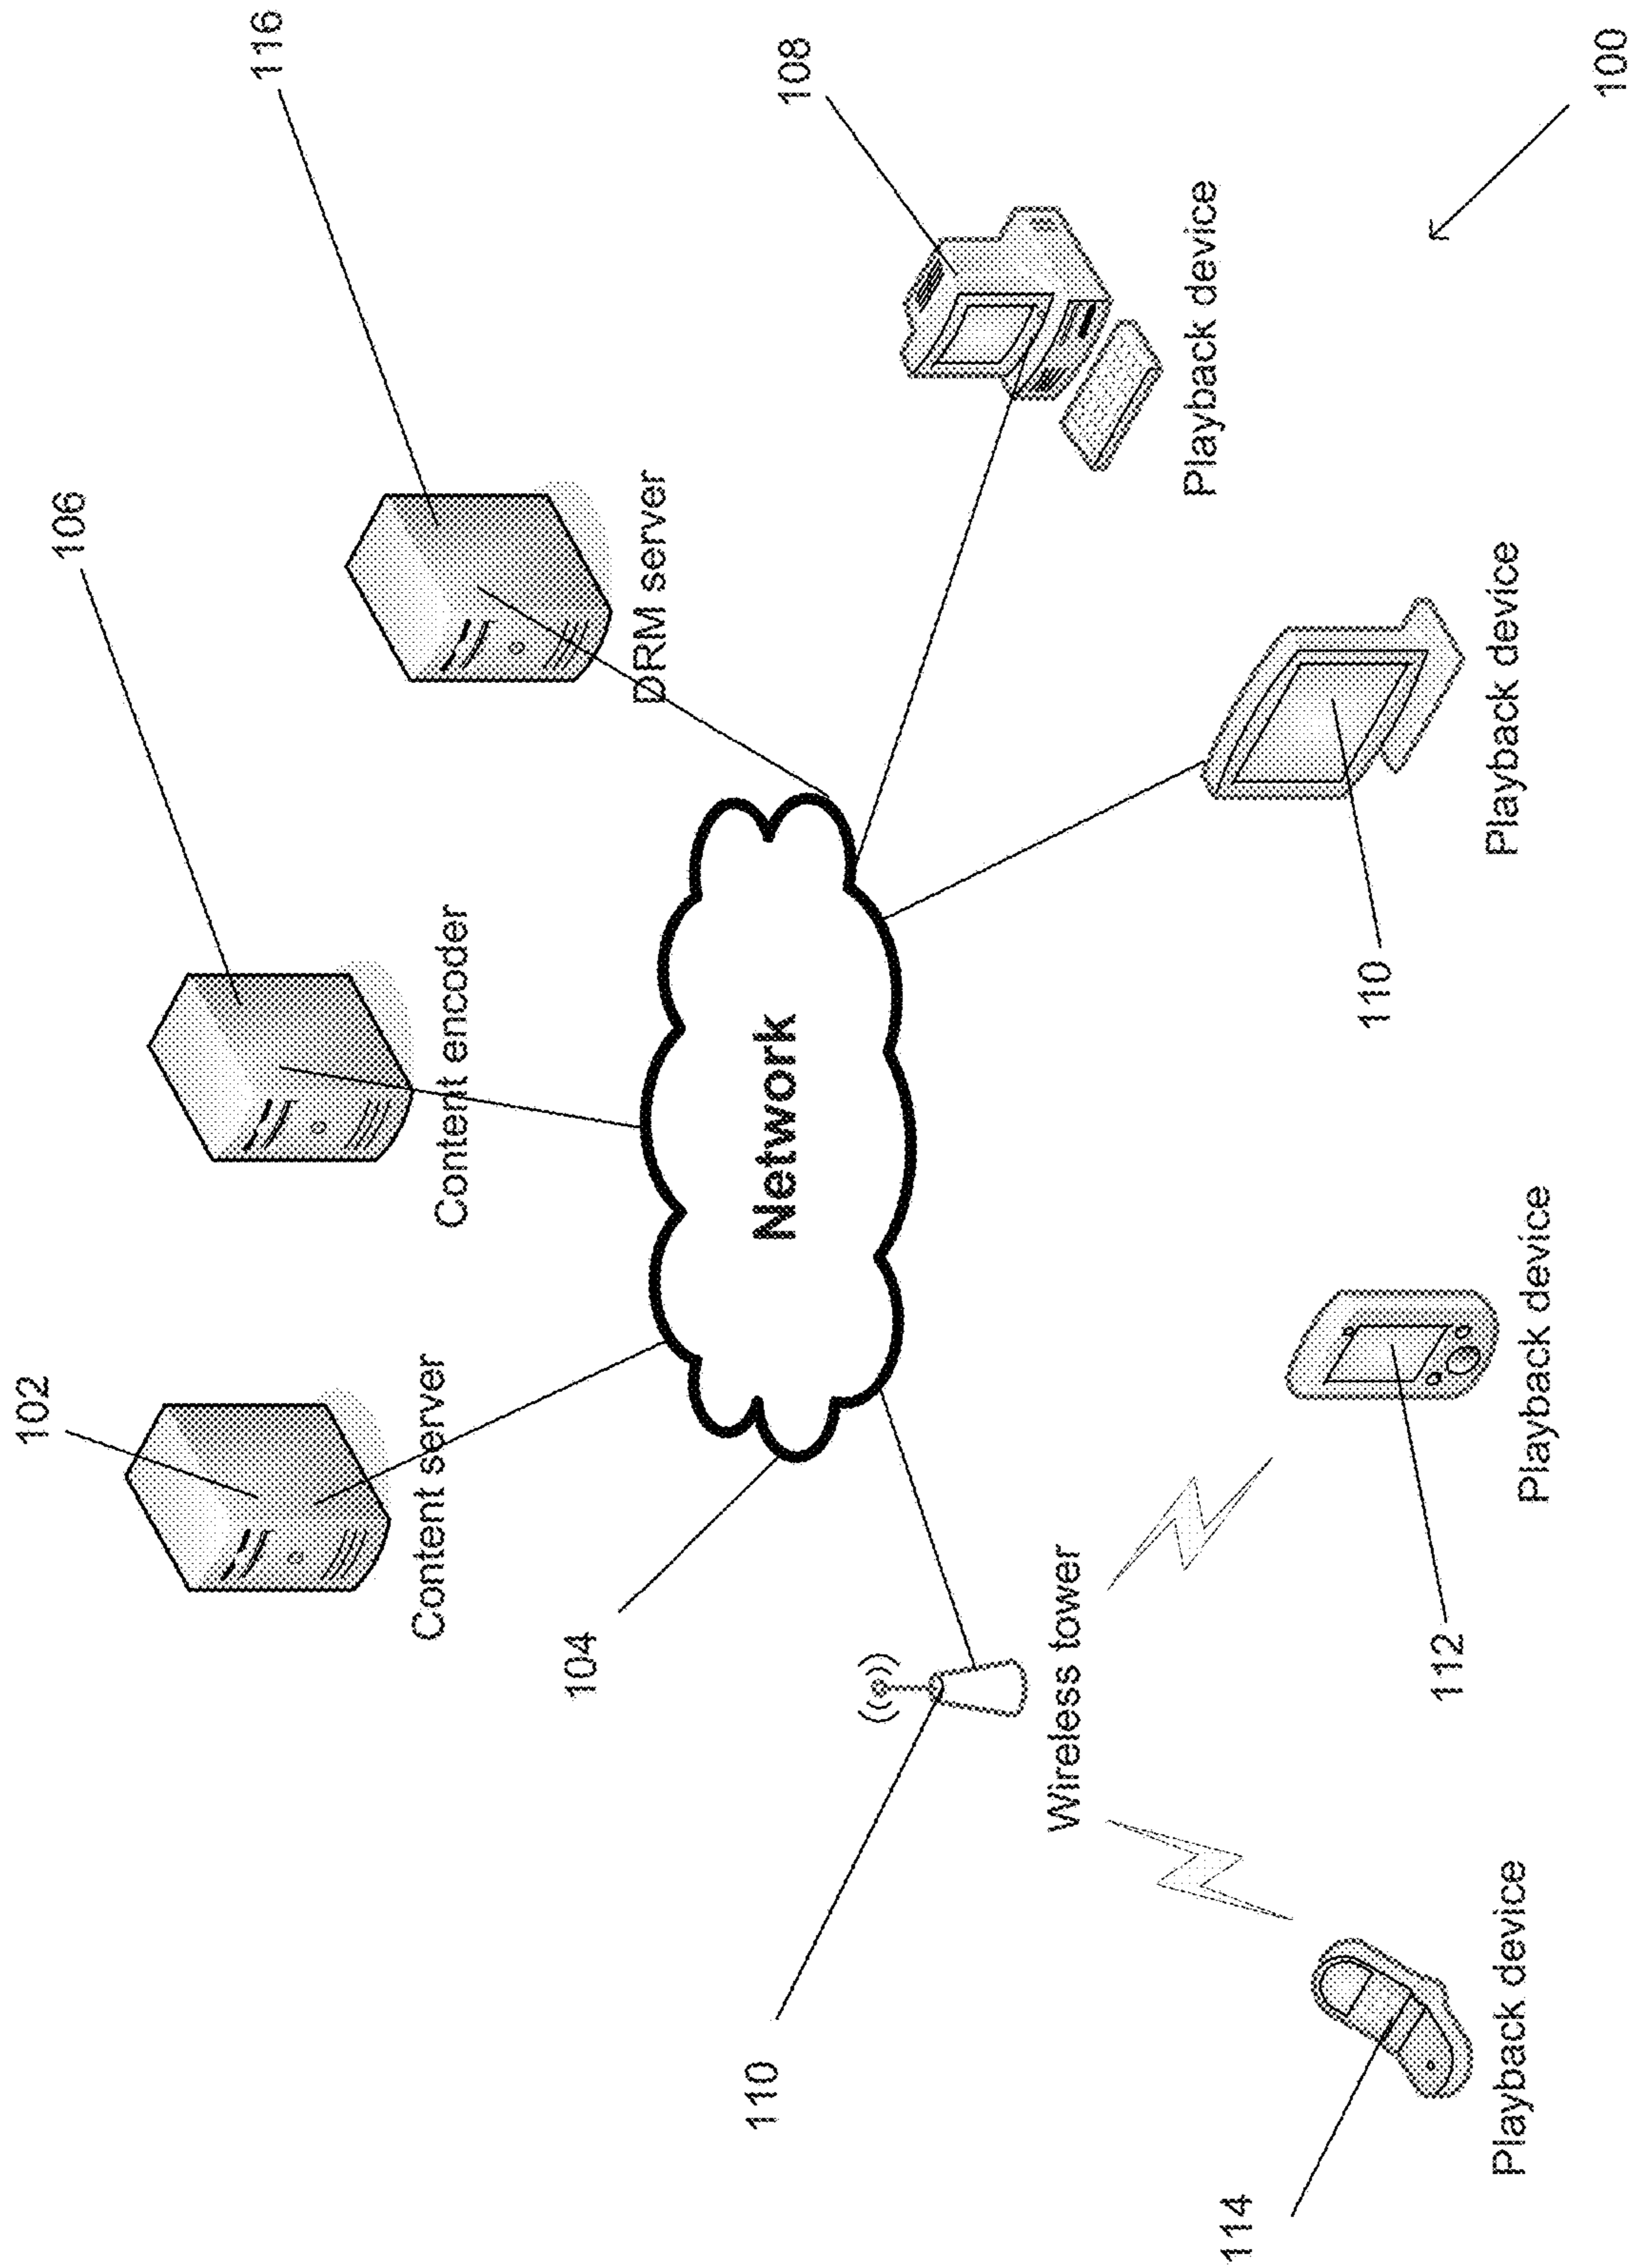 102
106
116
Content server
Content encoder
DRM server
104
Network
108
110
Wireless tower
Playback device
110
114
112
Playback device
Playback device
Playback device
100